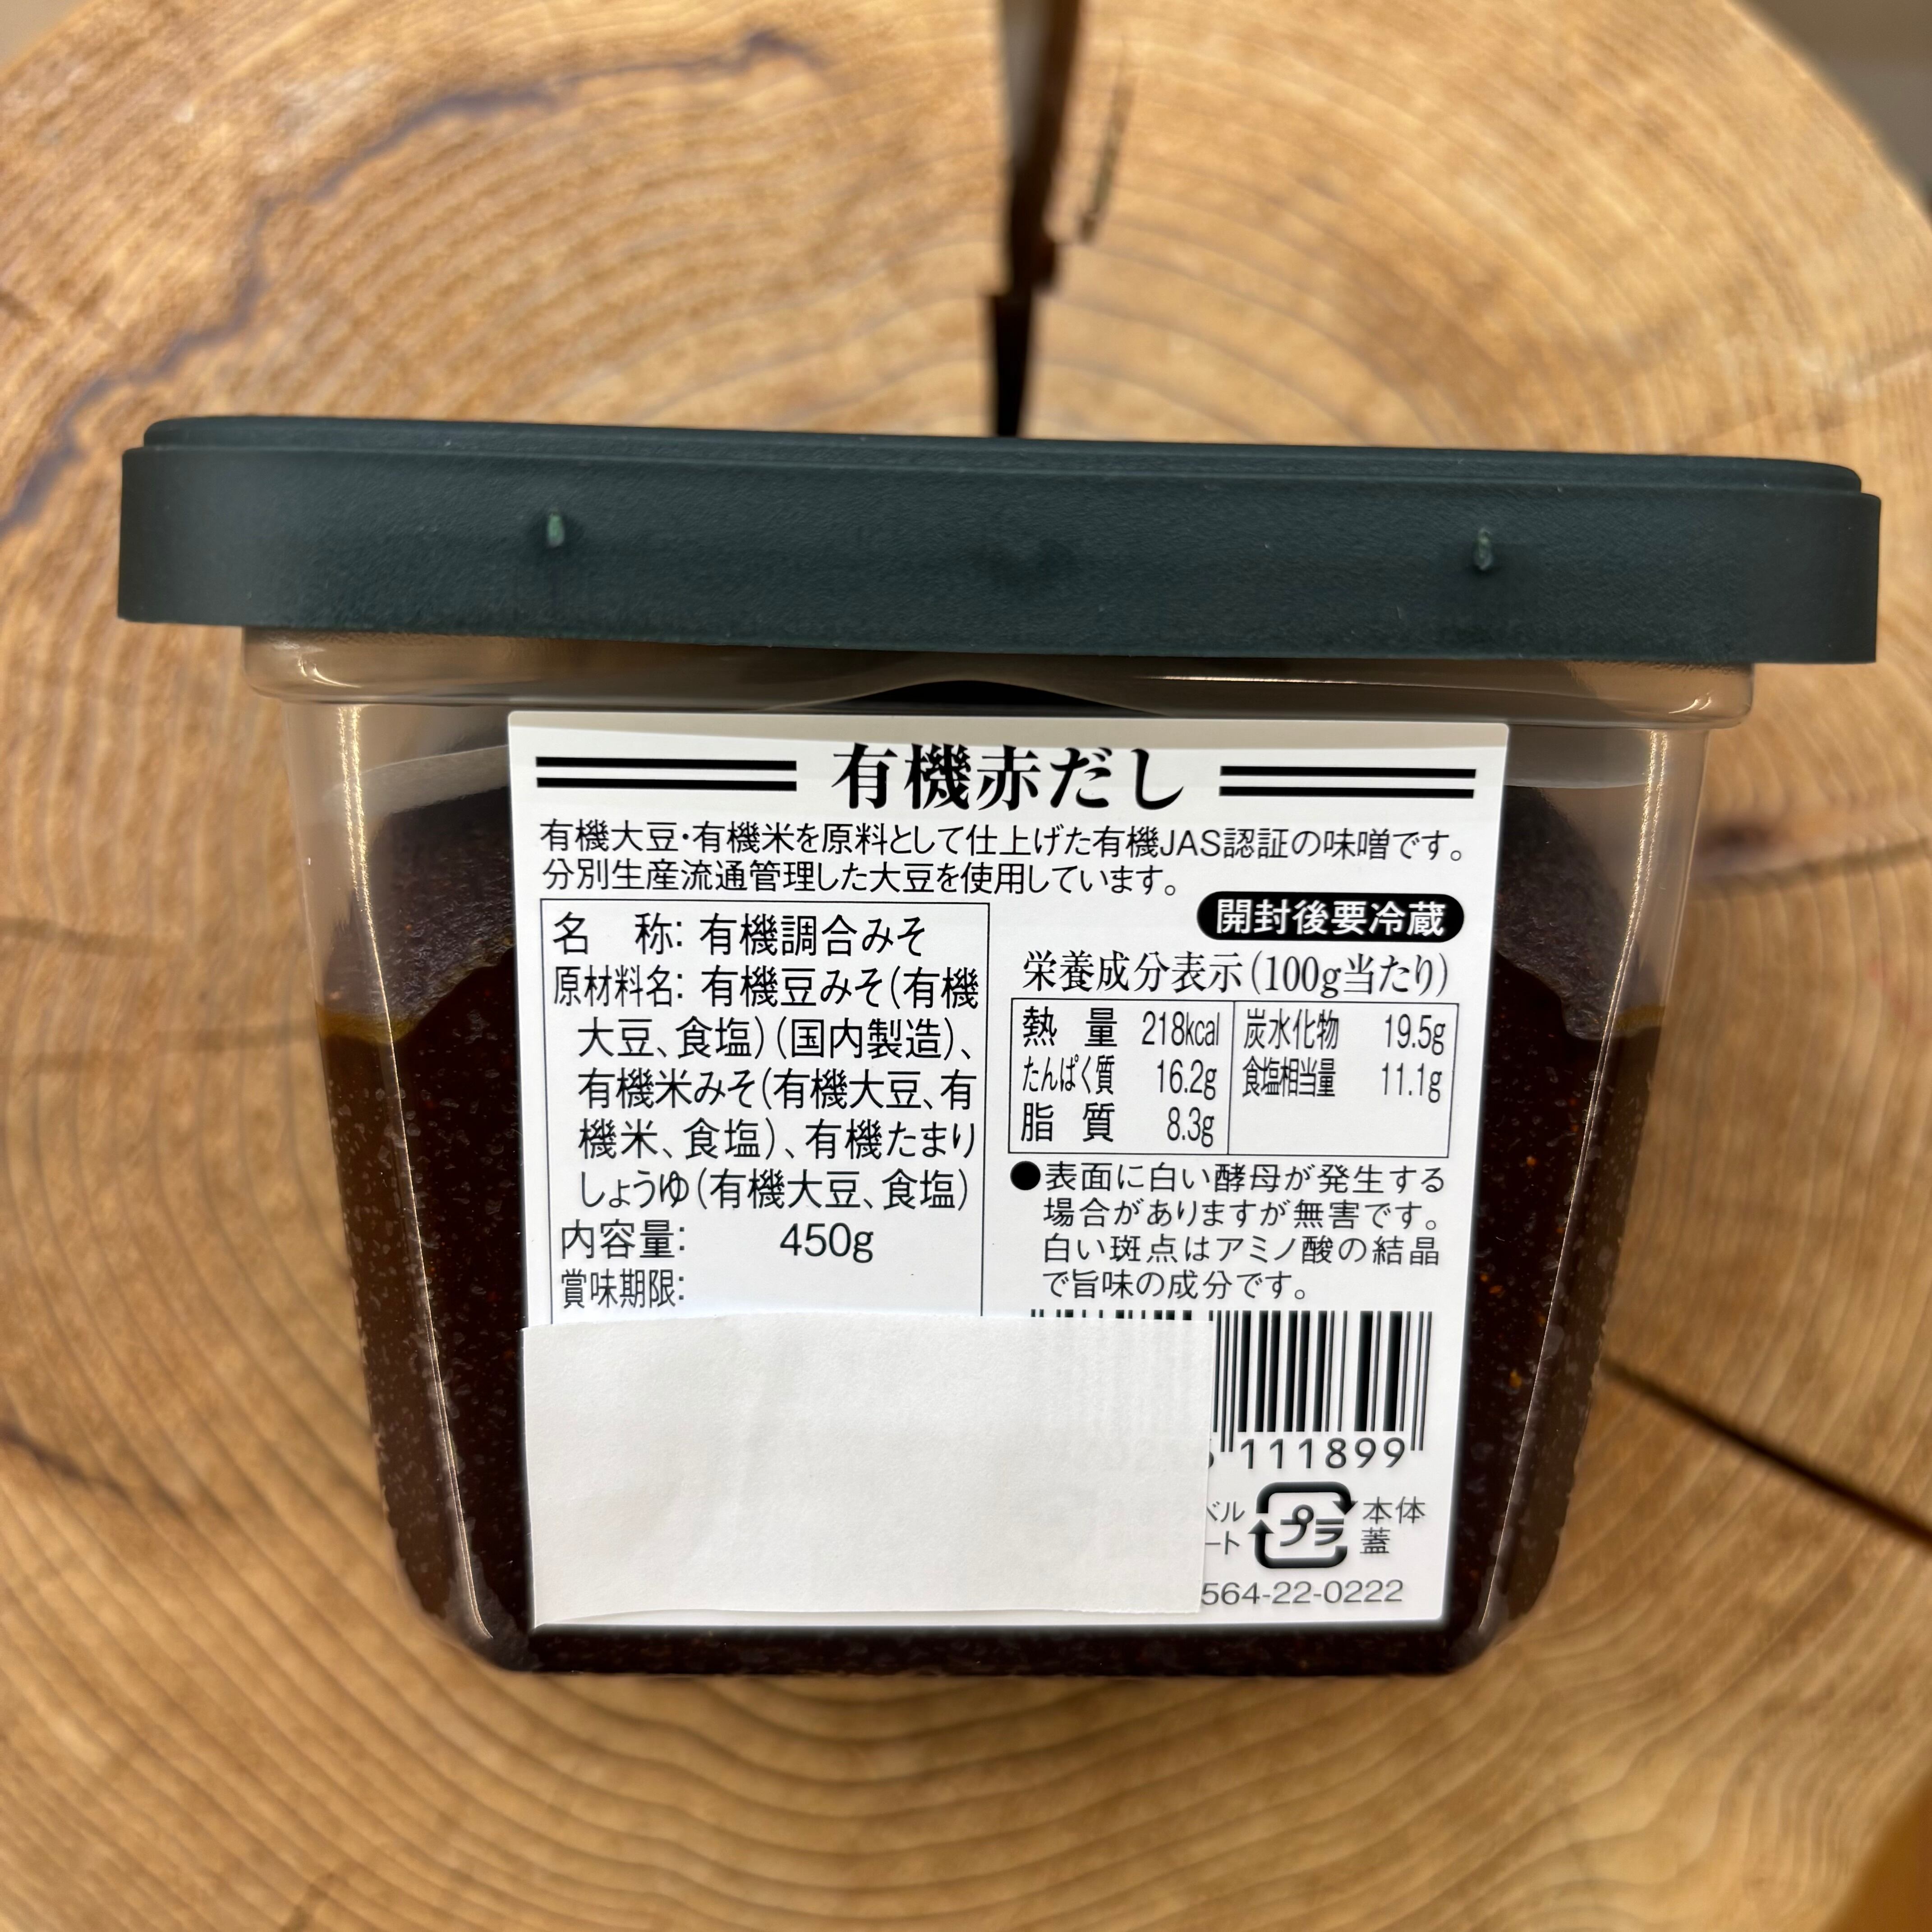 有機赤だし
有機大豆・有機米を原料として仕上げた有機JAS認証の味噌です。
分別生産流通管理した大豆を使用しています。
開封後要冷蔵
名　称: 有機調合みそ
原材料名: 有機豆みそ(有機
大豆、食塩)(国内製造)、
有機米みそ(有機大豆、有
機米、食塩)、有機たまり
しょうゆ(有機大豆、食塩)
内容量: 450g
賞味期限:
栄養成分表示(100g当たり)
熱量 218kcal 炭水化物 19.5g
たんぱく質 16.2g 食塩相当量 11.1g
脂質 8.3g
●表面に白い酵母が発生する
場合がありますが無害です。
白い斑点はアミノ酸の結晶
で旨味の成分です。
111899
ベル プラ 本体
ート 蓋
564-22-0222